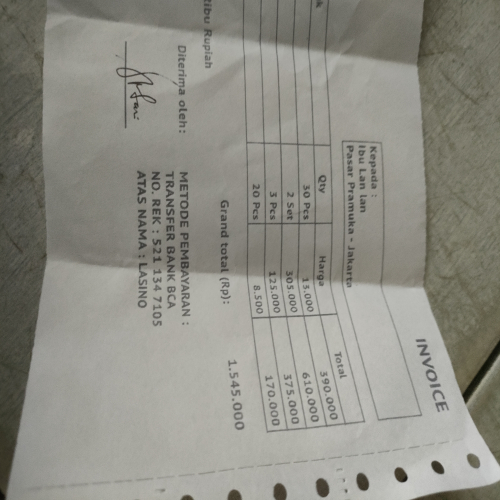 INVOICE
Kepada :
Ibu Lan lan
Pasar Pramuka - Jakarta
Qty Harga Total
30 Pcs 13.000 390.000
2 Set 305.000 610.000
3 Pcs 125.000 375.000
20 Pcs 8.500 170.000
Grand total (Rp): 1.545.000
Rupiah
Diterima oleh:
METODE PEMBAYARAN :
TRANSFER BANK BCA
NO. REK : 521 134 7105
ATAS NAMA : LASINO